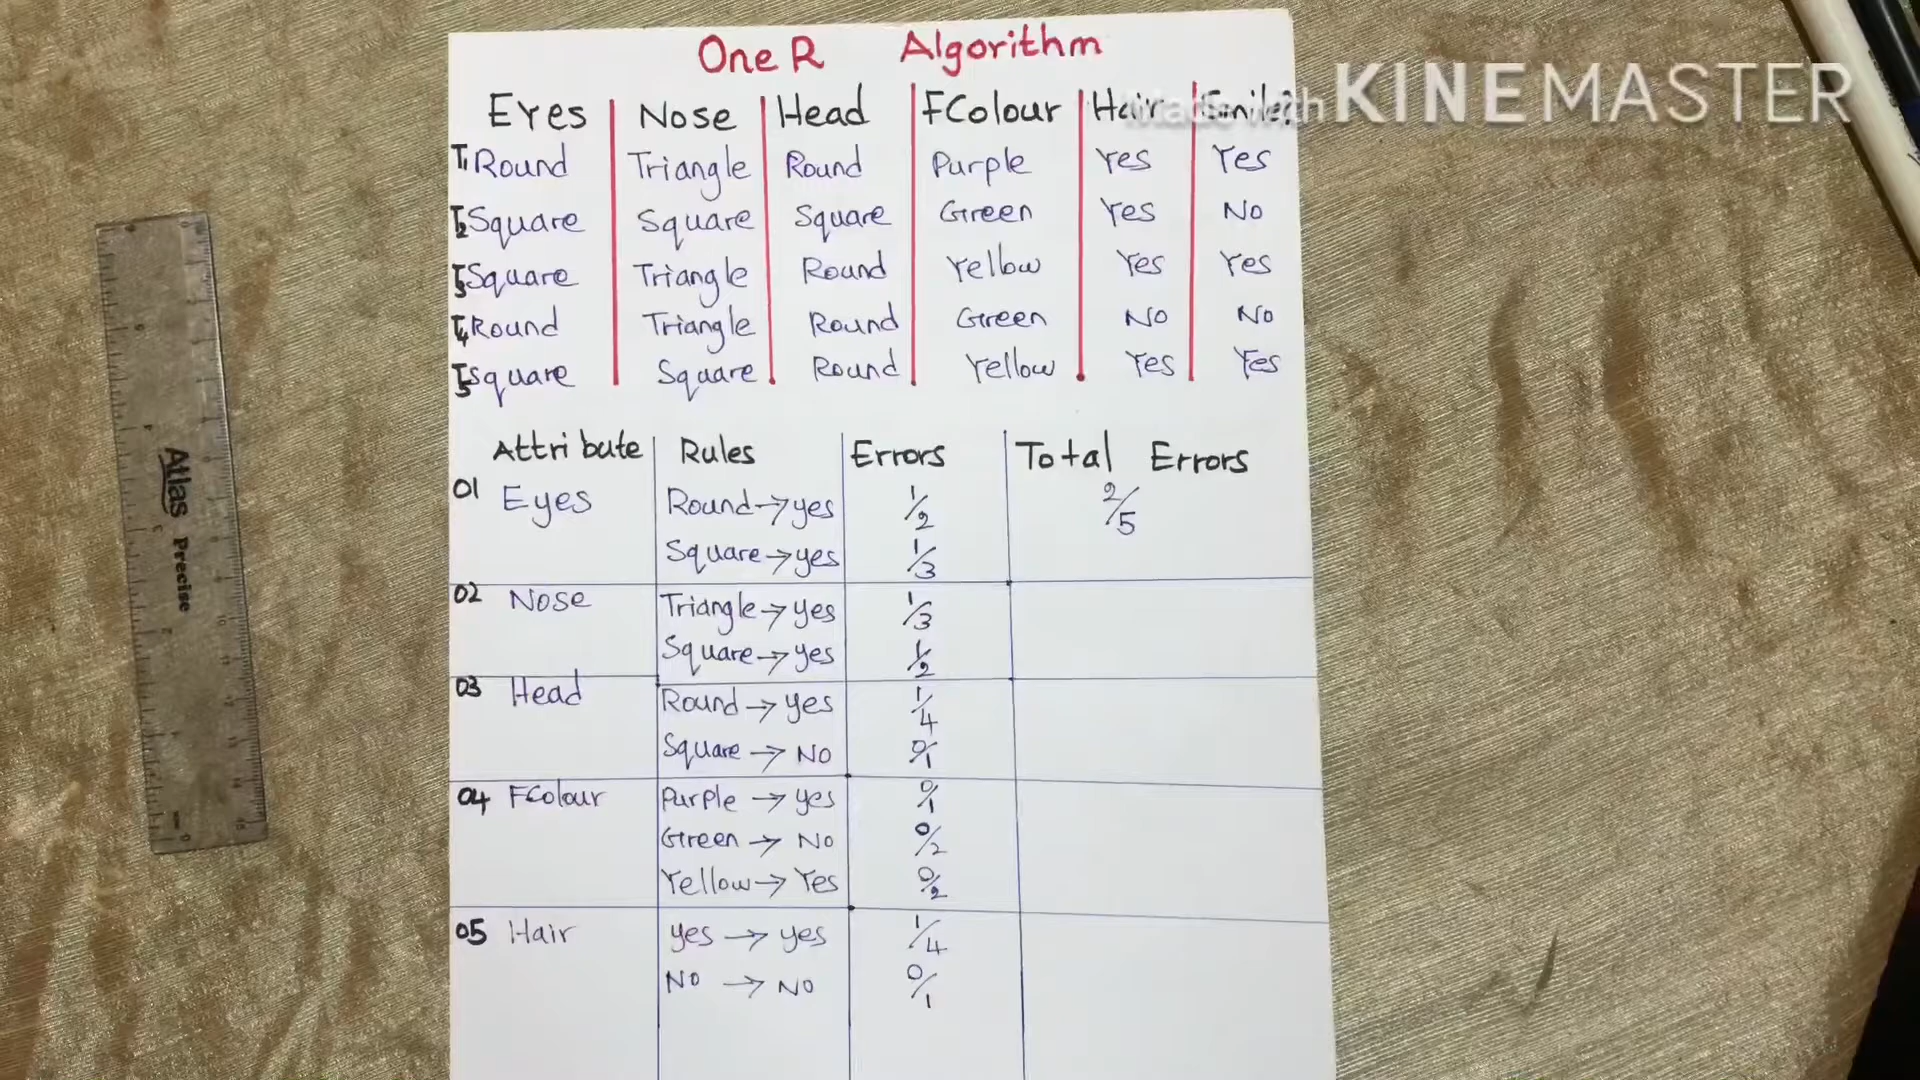 One R Algorithm
Made with KINEMASTER
Eyes Nose Head FColour Hair Smile?
T1 Round Triangle Round Purple Yes Yes
T2 Square Square Square Green Yes No
T3 Square Triangle Round Yellow Yes Yes
T4 Round Triangle Round Green No No
T5 Square Square Round Yellow Yes Yes
Attribute Rules Errors Total Errors
01 Eyes Round → yes 1/2 2/5
Square → yes 1/3
02 Nose Triangle → yes 1/3
Square → yes 1/2
03 Head Round → yes 1/4
Square → No 0/1
04 FColour Purple → yes 0/1
Green → No 0/2
Yellow → Yes 0/2
05 Hair yes → yes 1/4
No → No 0/1
Atlas Precise